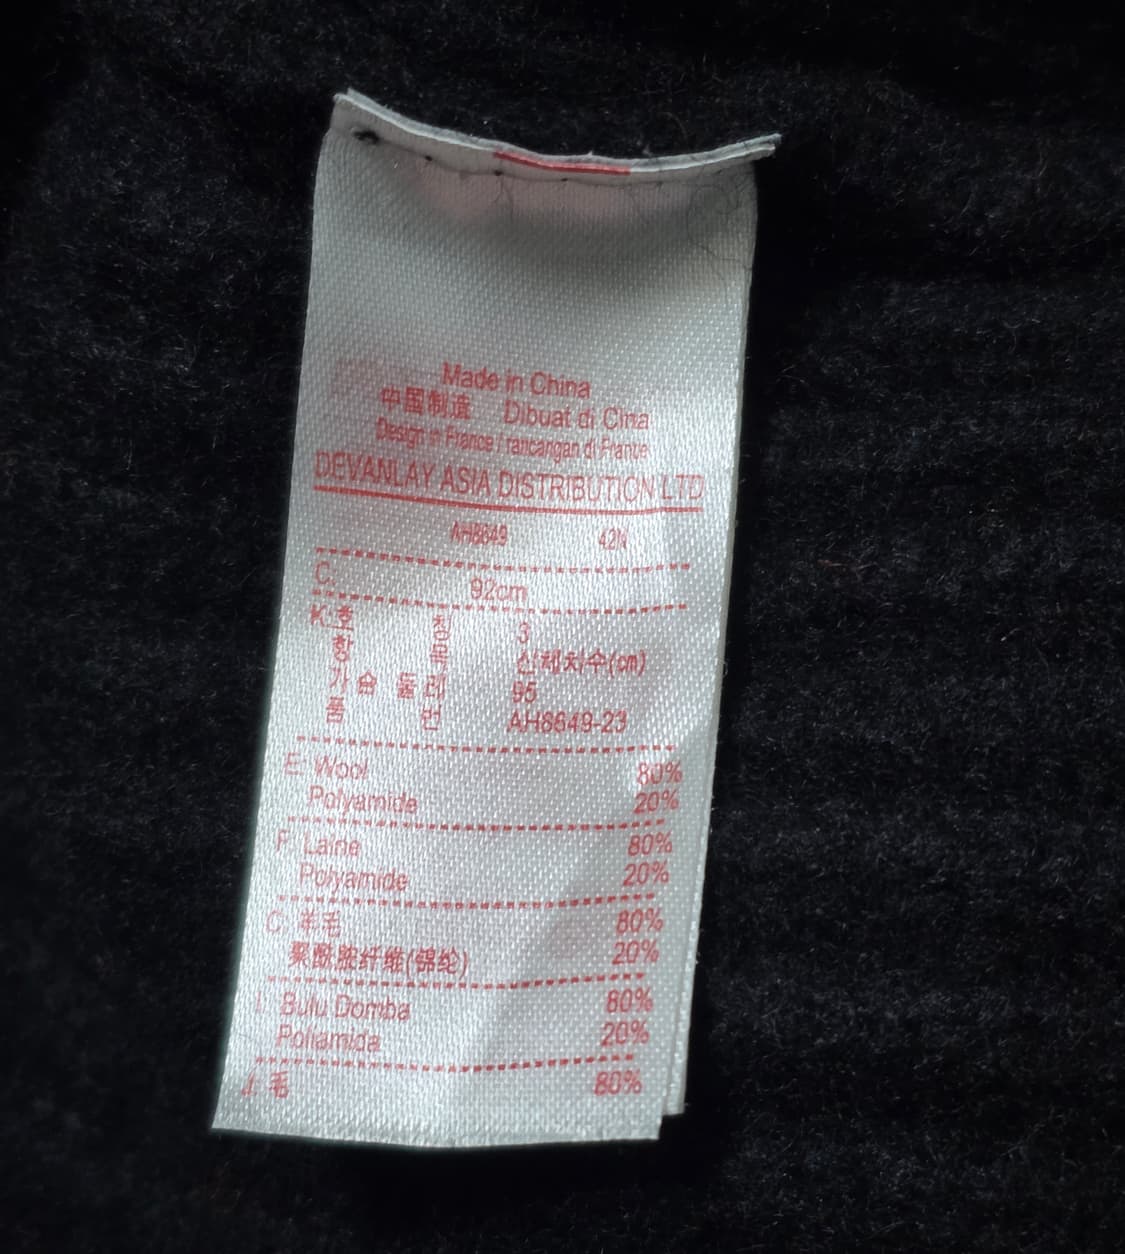 Made in China
中国制造 Dibuat di Cina
Design in France / rancangan di France
DEVANLAY ASIA DISTRIBUTION LTD
AH8649 42N
C: 92cm
K: 호 칭 3
항 목 신체치수(cm)
가 슴 둘 레 95
품 번 AH8649-23
E: Wool 80%
Polyamide 20%
F: Laine 80%
Polyamide 20%
C: 羊毛 80%
聚酰胺纤维(锦纶) 20%
I: Bulu Domba 80%
Poliamida 20%
J: 毛 80%